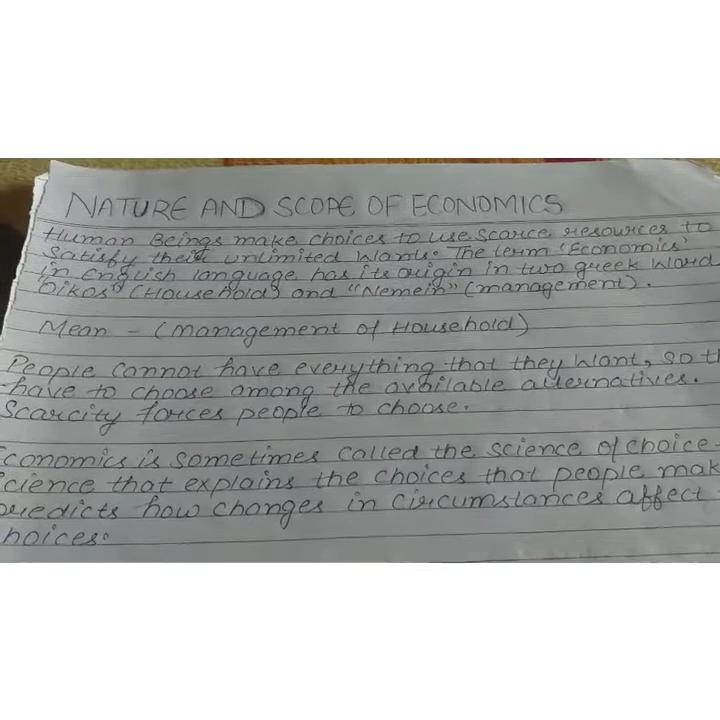 NATURE AND SCOPE OF ECONOMICS
Human Beings make choices to use scarce resources to
satisfy their unlimited wants. The term 'Economics'
in English language has its origin in two greek word
Oikos" (Household) and "Nemein" (management).
Mean - (management of Household)
People cannot have everything that they want, so th
have to choose among the available alternatives.
Scarcity forces people to choose.
Economics is sometimes called the science of choice.
science that explains the choices that people mak
predicts how changes in circumstances affect
hoices.